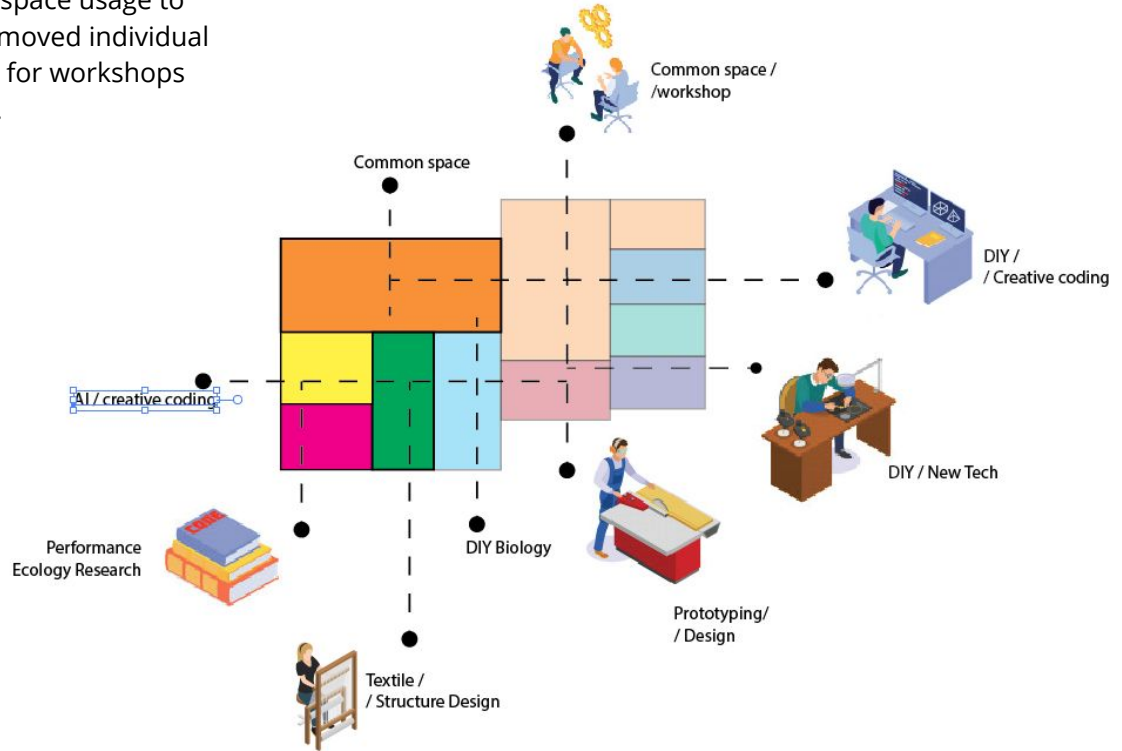 space usage to
moved individual
for workshops
.
Common space /
/workshop
Common space
DIY /
/ Creative coding
AI / creative coding
DIY / New Tech
Performance
Ecology Research
CODE
DIY Biology
Prototyping/
/ Design
Textile /
/ Structure Design